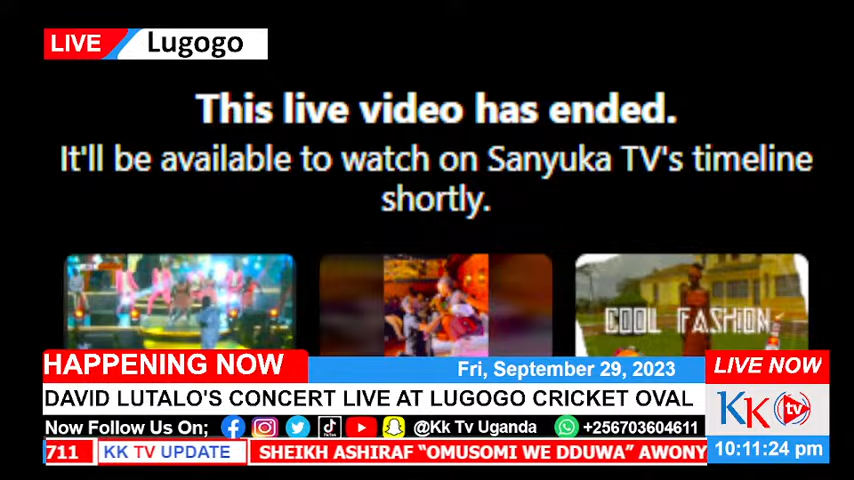 LIVE Lugogo
This live video has ended.
It'll be available to watch on Sanyuka TV's timeline
shortly.
COOL FASHION
HAPPENING NOW
Fri, September 29, 2023
LIVE NOW
DAVID LUTALO'S CONCERT LIVE AT LUGOGO CRICKET OVAL
KK tv
Now Follow Us On; @Kk Tv Uganda +256703604611
711 KK TV UPDATE SHEIKH ASHIRAF “OMUSOMI WE DDUWA” AWONY
10:11:24 pm